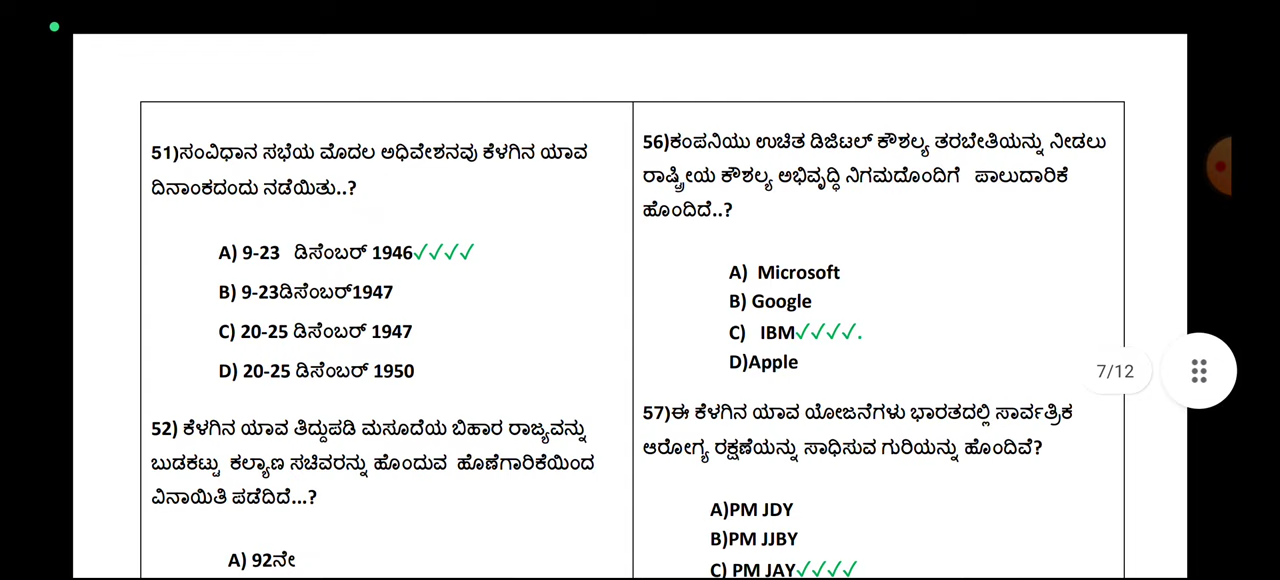 51)ಸಂವಿಧಾನ ಸಭೆಯ ಮೊದಲ ಅಧಿವೇಶನವು ಕೆಳಗಿನ ಯಾವ
ದಿನಾಂಕದಂದು ನಡೆಯಿತು..?
A) 9-23 ಡಿಸೆಂಬರ್ 1946✓✓✓✓
B) 9-23ಡಿಸೆಂಬರ್1947
C) 20-25 ಡಿಸೆಂಬರ್ 1947
D) 20-25 ಡಿಸೆಂಬರ್ 1950
52) ಕೆಳಗಿನ ಯಾವ ತಿದ್ದುಪಡಿ ಮಸೂದೆಯ ಬಿಹಾರ ರಾಜ್ಯವನ್ನು
ಬುಡಕಟ್ಟು ಕಲ್ಯಾಣ ಸಚಿವರನ್ನು ಹೊಂದುವ ಹೊಣೆಗಾರಿಕೆಯಿಂದ
ವಿನಾಯಿತಿ ಪಡೆದಿದೆ...?
A) 92ನೇ
56)ಕಂಪನಿಯು ಉಚಿತ ಡಿಜಿಟಲ್ ಕೌಶಲ್ಯ ತರಬೇತಿಯನ್ನು ನೀಡಲು
ರಾಷ್ಟ್ರೀಯ ಕೌಶಲ್ಯ ಅಭಿವೃದ್ಧಿ ನಿಗಮದೊಂದಿಗೆ ಪಾಲುದಾರಿಕೆ
ಹೊಂದಿದೆ..?
A) Microsoft
B) Google
C) IBM✓✓✓✓.
D)Apple
57)ಈ ಕೆಳಗಿನ ಯಾವ ಯೋಜನೆಗಳು ಭಾರತದಲ್ಲಿ ಸಾರ್ವತ್ರಿಕ
ಆರೋಗ್ಯ ರಕ್ಷಣೆಯನ್ನು ಸಾಧಿಸುವ ಗುರಿಯನ್ನು ಹೊಂದಿವೆ?
A)PM JDY
B)PM JJBY
C) PM JAY✓✓✓✓
7/12